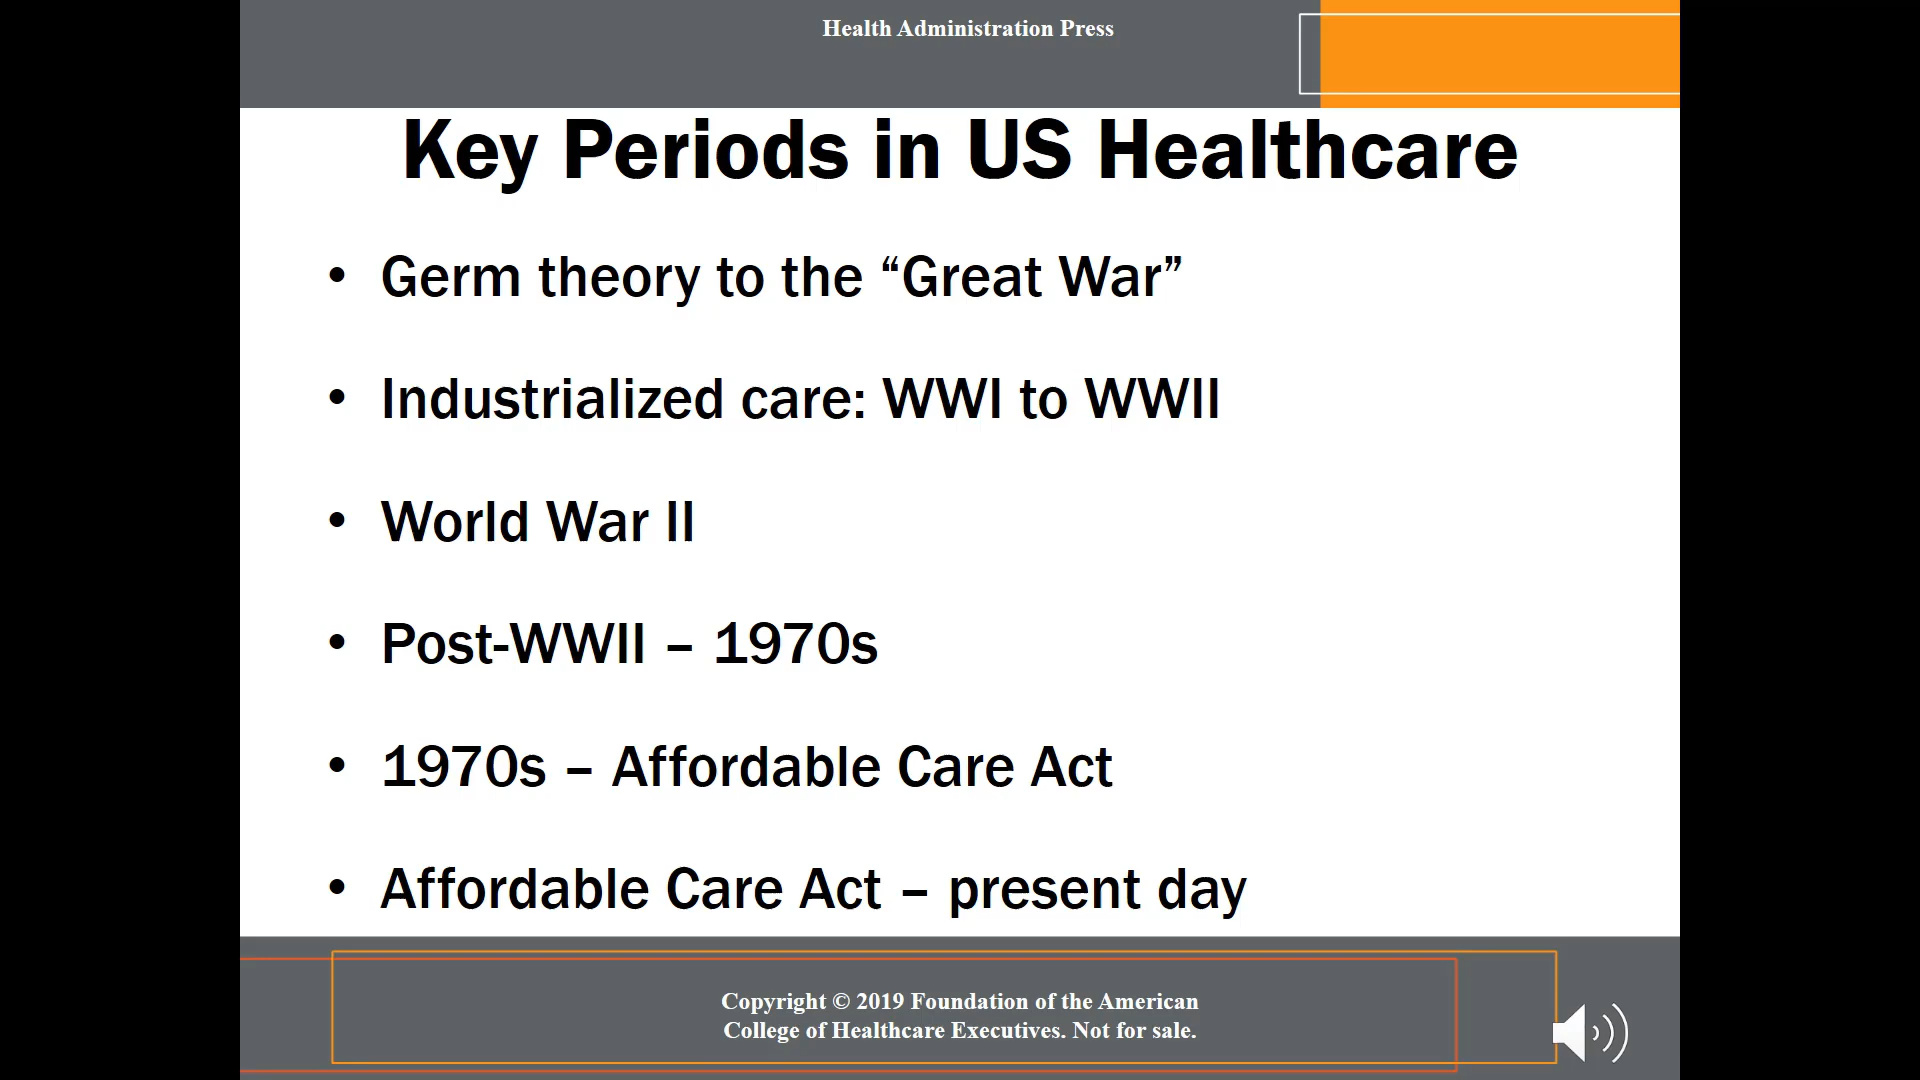 Health Administration Press
Key Periods in US Healthcare
• Germ theory to the “Great War”
• Industrialized care: WWI to WWII
• World War II
• Post-WWII – 1970s
• 1970s – Affordable Care Act
• Affordable Care Act – present day
Copyright © 2019 Foundation of the American
College of Healthcare Executives. Not for sale.